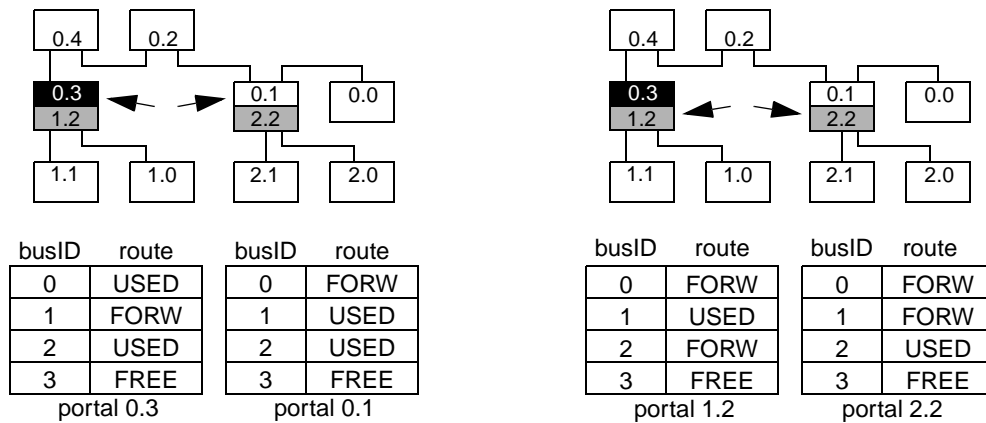 0.4 0.2 0.4 0.2
0.3 0.1 0.0 0.3 0.1 0.0
1.2 2.2 1.2 2.2
1.1 1.0 2.1 2.0 1.1 1.0 2.1 2.0
busID route busID route busID route busID route
0 USED 0 FORW 0 FORW 0 FORW
1 FORW 1 USED 1 USED 1 FORW
2 USED 2 USED 2 FORW 2 USED
3 FREE 3 FREE 3 FREE 3 FREE
portal 0.3 portal 0.1 portal 1.2 portal 2.2